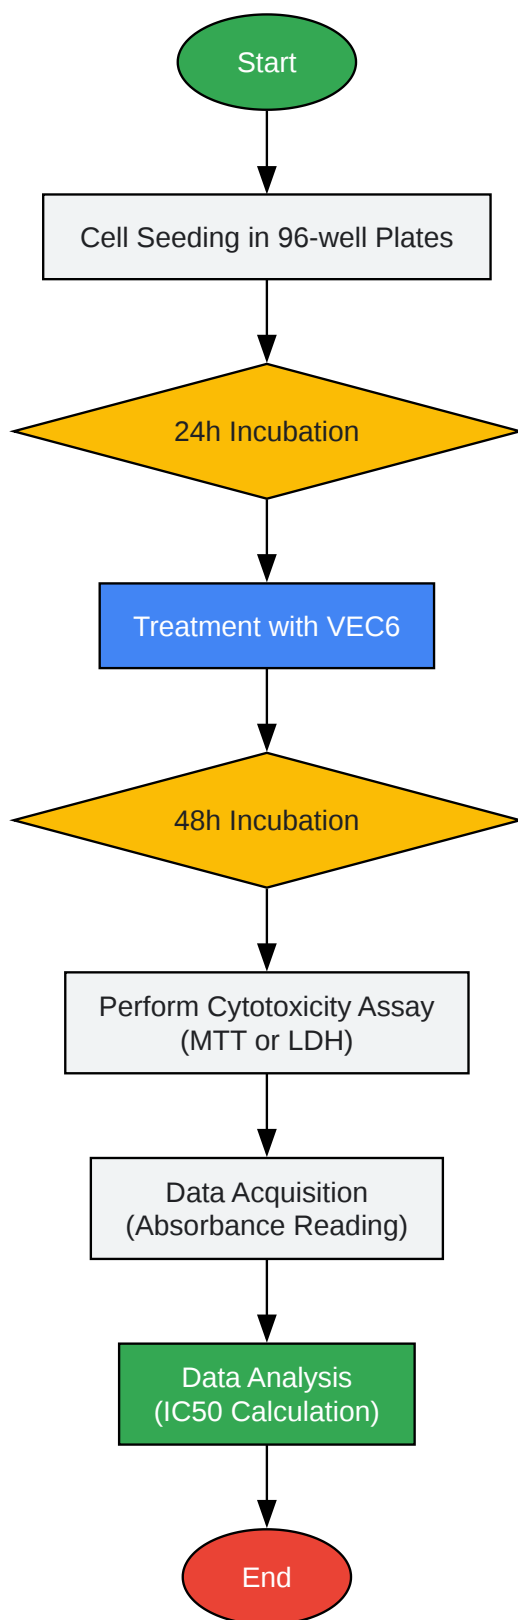 Start
Cell Seeding in 96-well Plates
24h Incubation
Treatment with VEC6
48h Incubation
Perform Cytotoxicity Assay
(MTT or LDH)
Data Acquisition
(Absorbance Reading)
Data Analysis
(IC50 Calculation)
End